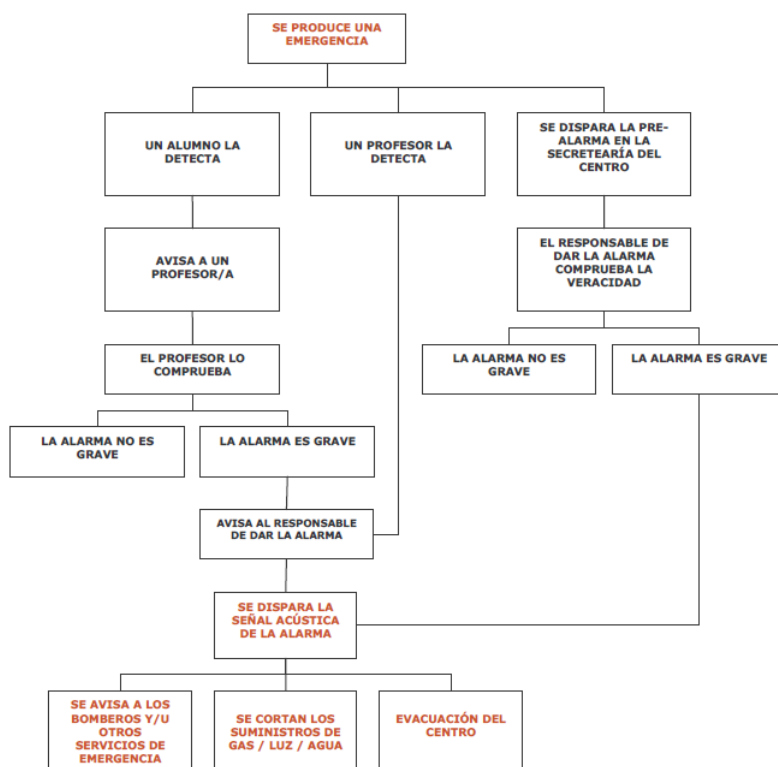 SE PRODUCE UNA
EMERGENCIA
UN ALUMNO LA
DETECTA
UN PROFESOR LA
DETECTA
SE DISPARA LA PRE-
ALARMA EN LA
SECRETEARÍA DEL
CENTRO
AVISA A UN
PROFESOR/A
EL RESPONSABLE DE
DAR LA ALARMA
COMPRUEBA LA
VERACIDAD
EL PROFESOR LO
COMPRUEBA
LA ALARMA NO ES
GRAVE
LA ALARMA ES GRAVE
LA ALARMA NO ES
GRAVE
LA ALARMA ES GRAVE
AVISA AL RESPONSABLE
DE DAR LA ALARMA
SE DISPARA LA
SEÑAL ACÚSTICA
DE LA ALARMA
SE AVISA A LOS
BOMBEROS Y/U
OTROS
SERVICIOS DE
EMERGENCIA
SE CORTAN LOS
SUMINISTROS DE
GAS / LUZ / AGUA
EVACUACIÓN DEL
CENTRO